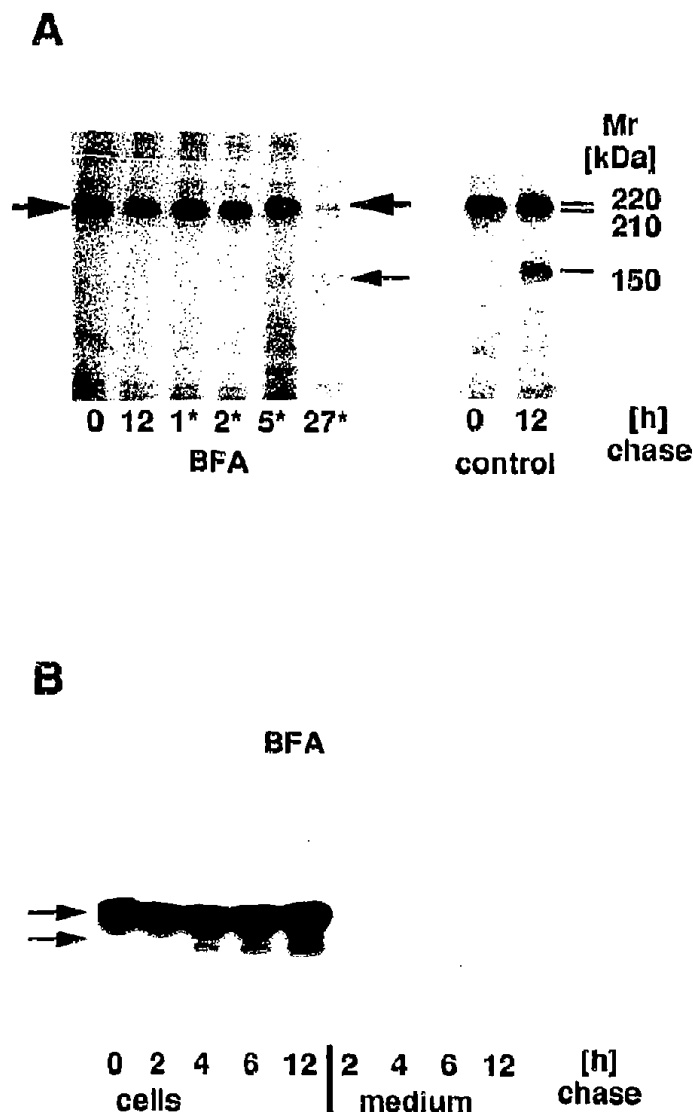 A
Mr
[kDa]
220
210
150
0 12 1* 2* 5* 27*
BFA
0 12 [h]
control chase
B
BFA
0 2 4 6 12 2 4 6 12 [h]
cells medium chase